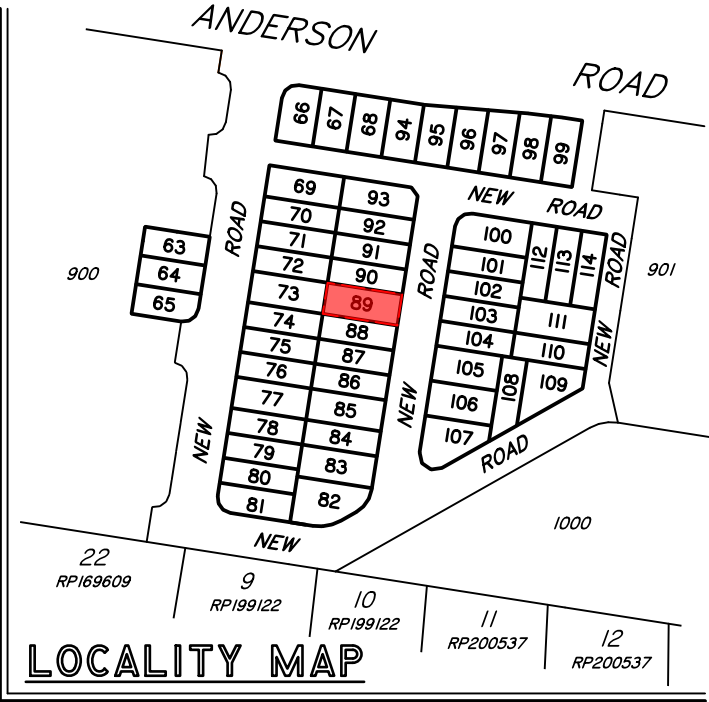 ANDERSON ROAD
66 67 68 94 95 96 97 98 99
NEW ROAD
69 93
70 92
71 91
72 90
73 89
74 88
75 87
76 86
77 85
78 84
79 83
80
81 82
ROAD
NEW
63
64
65
900
ROAD
NEW
100 112 113 114
101
102
103 111
104 110
105 108 109
106
107
ROAD
NEW
901
ROAD
NEW
1000
22
RP169609
9
RP199122
10
RP199122
11
RP200537
12
RP200537
LOCALITY MAP